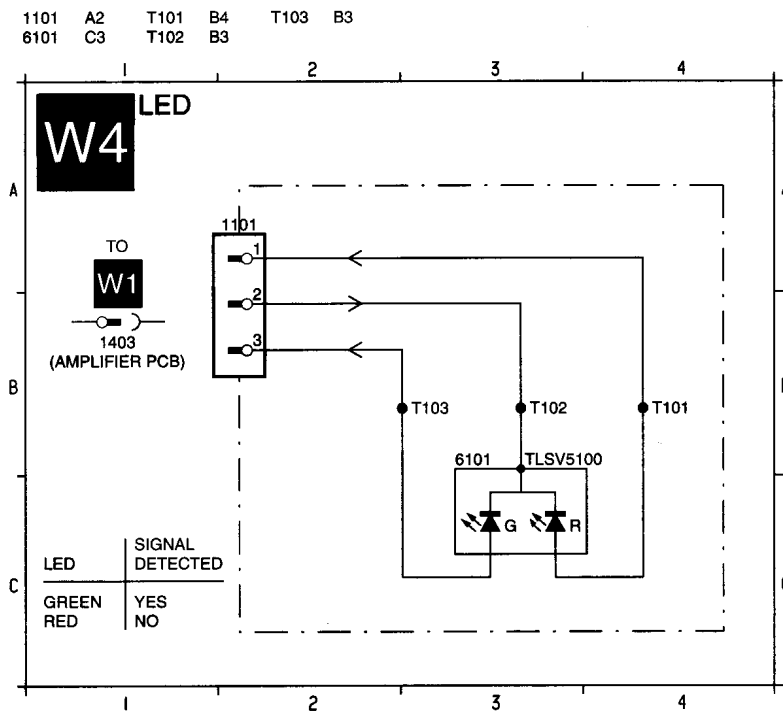 1101 A2 T101 B4 T103 B3
6101 C3 T102 B3
1 2 3 4
W4 LED
A
1101
TO
W1
1403
(AMPLIFIER PCB)
1
2
3
B
T103 T102 T101
6101 TLSV5100
G R
C
LED SIGNAL DETECTED
GREEN YES
RED NO
1 2 3 4